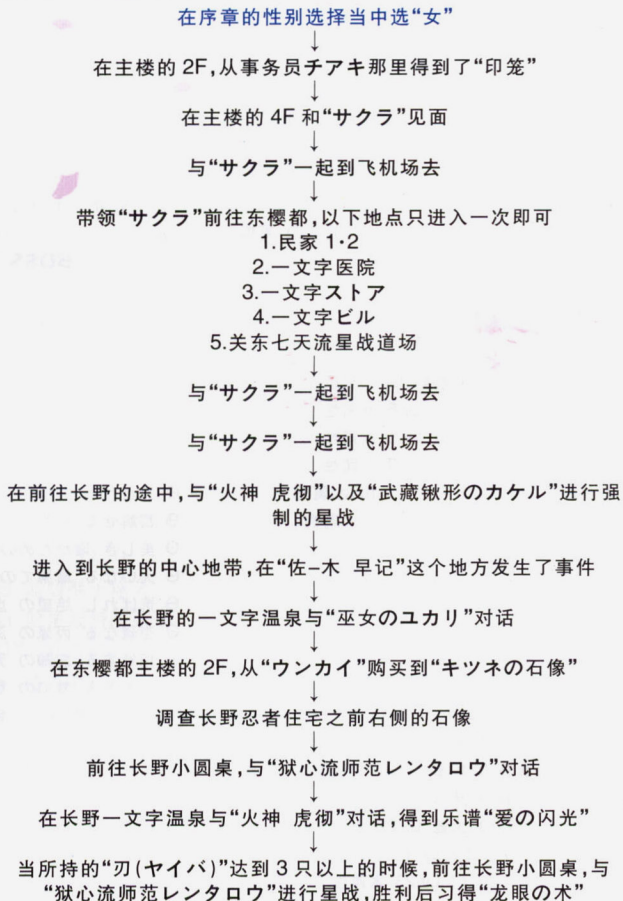 在序章的性别选择当中选“女”
↓
在主楼的 2F,从事务员チアキ那里得到了“印笼”
↓
在主楼的 4F 和“サクラ”见面
↓
与“サクラ”一起到飞机场去
↓
带领“サクラ”前往东樱都,以下地点只进入一次即可
1.民家 1·2
2.一文字医院
3.一文字ストア
4.一文字ビル
5.关东七天流星战道场
↓
与“サクラ”一起到飞机场去
↓
与“サクラ”一起到飞机场去
↓
在前往长野的途中,与“火神 虎彻”以及“武藏锹形のカケル”进行强
制的星战
↓
进入到长野的中心地带,在“佐–木 早记”这个地方发生了事件
↓
在长野的一文字温泉与“巫女のユカリ”对话
↓
在东樱都主楼的 2F,从“ウンカイ”购买到“キツネの石像”
↓
调查长野忍者住宅之前右侧的石像
↓
前往长野小圆桌,与“狱心流师范レンタロウ”对话
↓
在长野一文字温泉与“火神 虎彻”对话,得到乐谱“爱の闪光”
↓
当所持的“刃(ヤイバ)”达到 3 只以上的时候,前往长野小圆桌,与
“狱心流师范レンタロウ”进行星战,胜利后习得“龙眼の术”